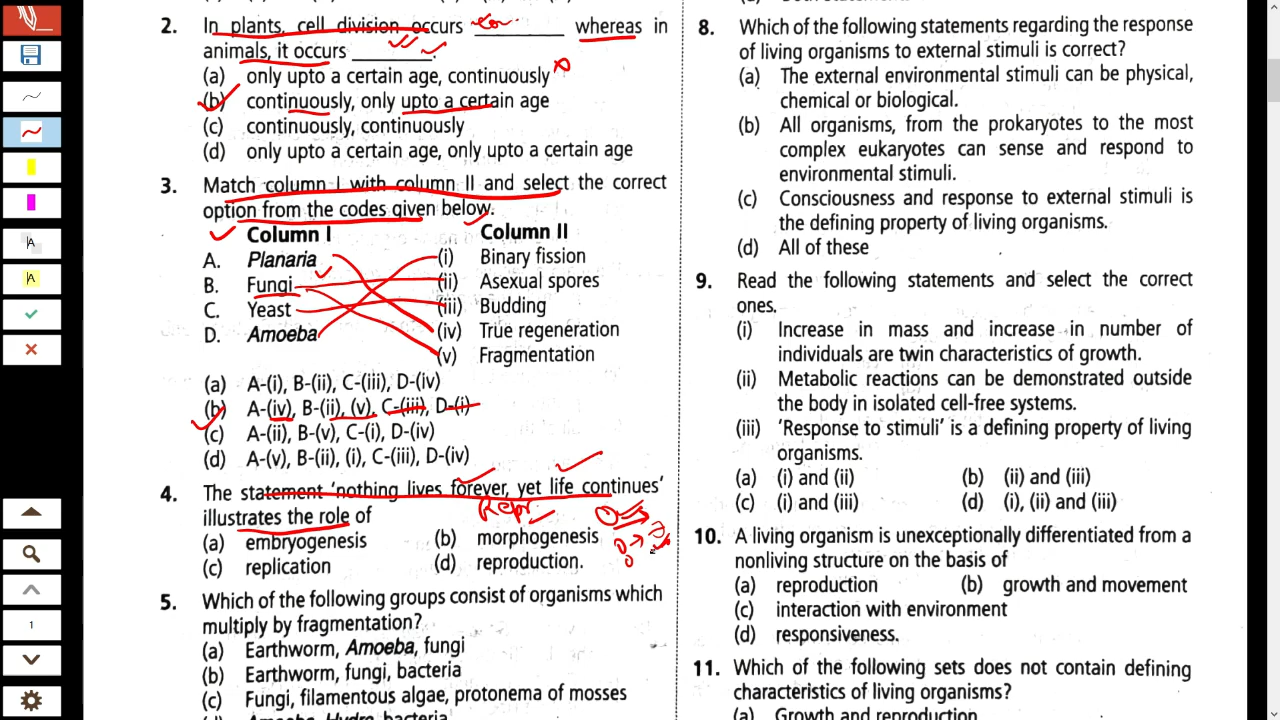 2. In plants, cell division occurs ________ whereas in
animals, it occurs ________.
(a) only upto a certain age, continuously
(b) continuously, only upto a certain age
(c) continuously, continuously
(d) only upto a certain age, only upto a certain age
3. Match column I with column II and select the correct
option from the codes given below.
Column I Column II
A. Planaria (i) Binary fission
B. Fungi (ii) Asexual spores
C. Yeast (iii) Budding
D. Amoeba (iv) True regeneration
(v) Fragmentation
(a) A-(i), B-(ii), C-(iii), D-(iv)
(b) A-(iv), B-(ii), (v), C-(iii), D-(i)
(c) A-(ii), B-(v), C-(i), D-(iv)
(d) A-(v), B-(ii), (i), C-(iii), D-(iv)
4. The statement 'nothing lives forever, yet life continues'
illustrates the role of
Repr
(a) embryogenesis (b) morphogenesis
(c) replication (d) reproduction.
5. Which of the following groups consist of organisms which
multiply by fragmentation?
(a) Earthworm, Amoeba, fungi
(b) Earthworm, fungi, bacteria
(c) Fungi, filamentous algae, protonema of mosses
(d) Amoeba, Hydra, bacteria
8. Which of the following statements regarding the response
of living organisms to external stimuli is correct?
(a) The external environmental stimuli can be physical,
chemical or biological.
(b) All organisms, from the prokaryotes to the most
complex eukaryotes can sense and respond to
environmental stimuli.
(c) Consciousness and response to external stimuli is
the defining property of living organisms.
(d) All of these
9. Read the following statements and select the correct
ones.
(i) Increase in mass and increase in number of
individuals are twin characteristics of growth.
(ii) Metabolic reactions can be demonstrated outside
the body in isolated cell-free systems.
(iii) 'Response to stimuli' is a defining property of living
organisms.
(a) (i) and (ii) (b) (ii) and (iii)
(c) (i) and (iii) (d) (i), (ii) and (iii)
10. A living organism is unexceptionally differentiated from a
nonliving structure on the basis of
(a) reproduction (b) growth and movement
(c) interaction with environment
(d) responsiveness.
11. Which of the following sets does not contain defining
characteristics of living organisms?
(a) Growth and reproduction
A
A
1